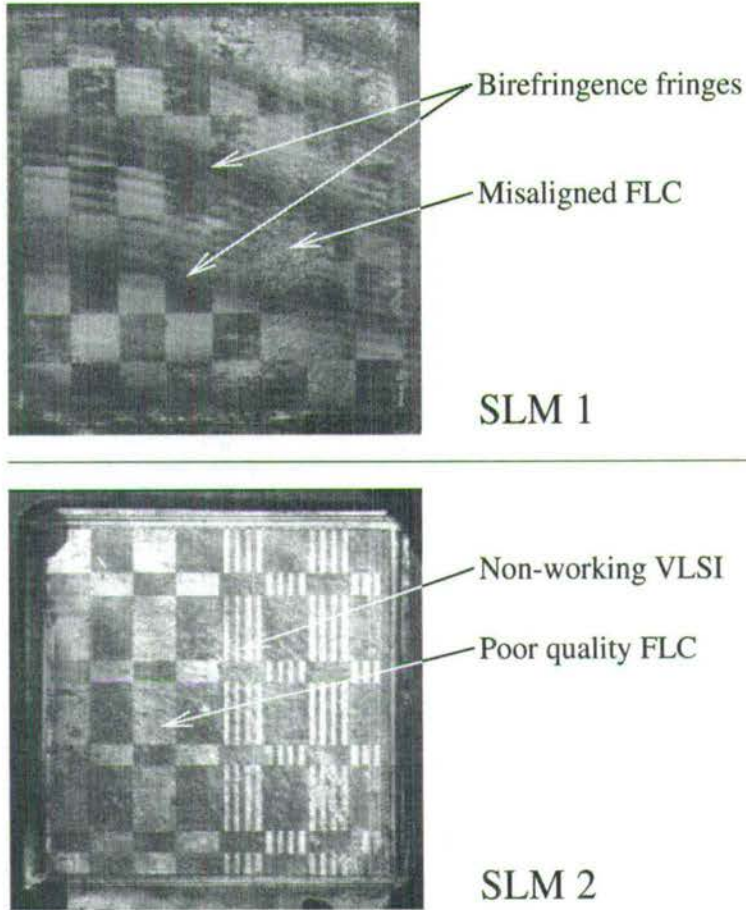 Birefringence fringes
Misaligned FLC
SLM 1
Non-working VLSI
Poor quality FLC
SLM 2